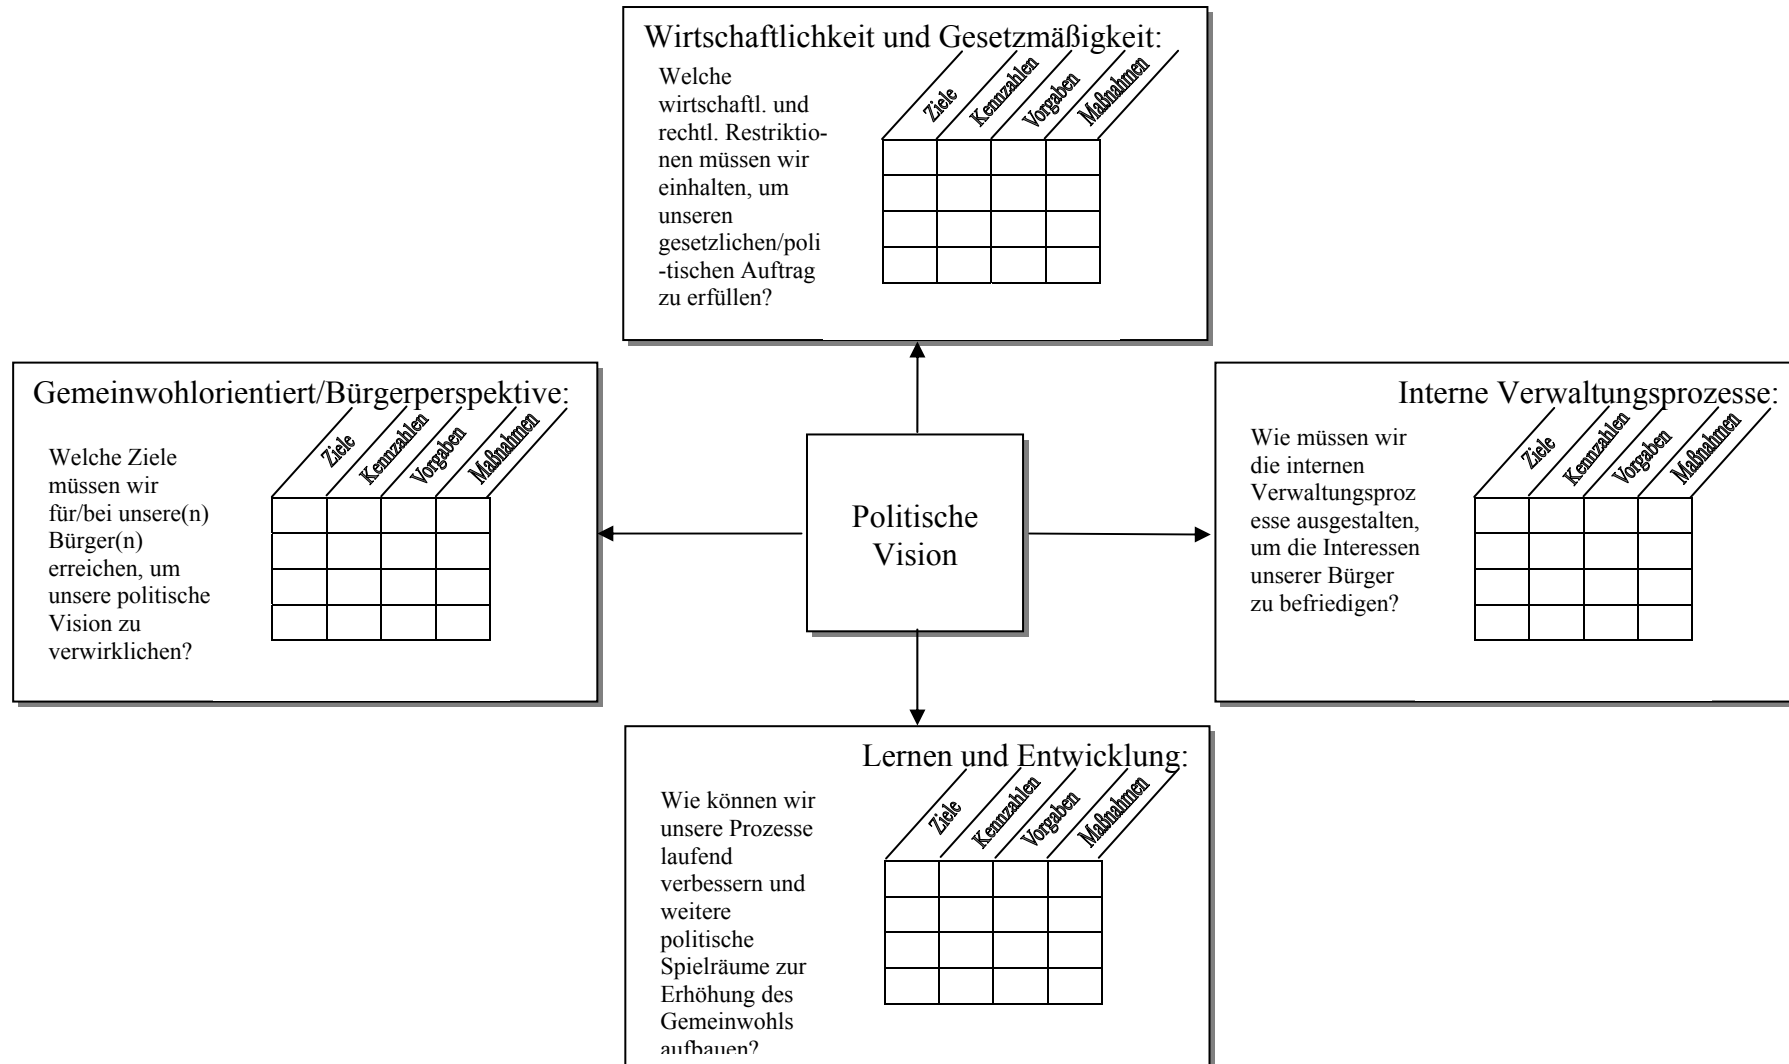 Wirtschaftlichkeit und Gesetzmäßigkeit:
Welche
wirtschaftl. und
rechtl. Restriktio-
nen müssen wir
einhalten, um
unseren
gesetzlichen/poli
-tischen Auftrag
zu erfüllen?
Ziele
Kennzahlen
Vorgaben
Maßnahmen
Gemeinwohlorientiert/Bürgerperspektive:
Welche Ziele
müssen wir
für/bei unsere(n)
Bürger(n)
erreichen, um
unsere politische
Vision zu
verwirklichen?
Ziele
Kennzahlen
Vorgaben
Maßnahmen
Politische
Vision
Interne Verwaltungsprozesse:
Wie müssen wir
die internen
Verwaltungsproz
esse ausgestalten,
um die Interessen
unserer Bürger
zu befriedigen?
Ziele
Kennzahlen
Vorgaben
Maßnahmen
Lernen und Entwicklung:
Wie können wir
unsere Prozesse
laufend
verbessern und
weitere
politische
Spielräume zur
Erhöhung des
Gemeinwohls
aufbauen?
Ziele
Kennzahlen
Vorgaben
Maßnahmen